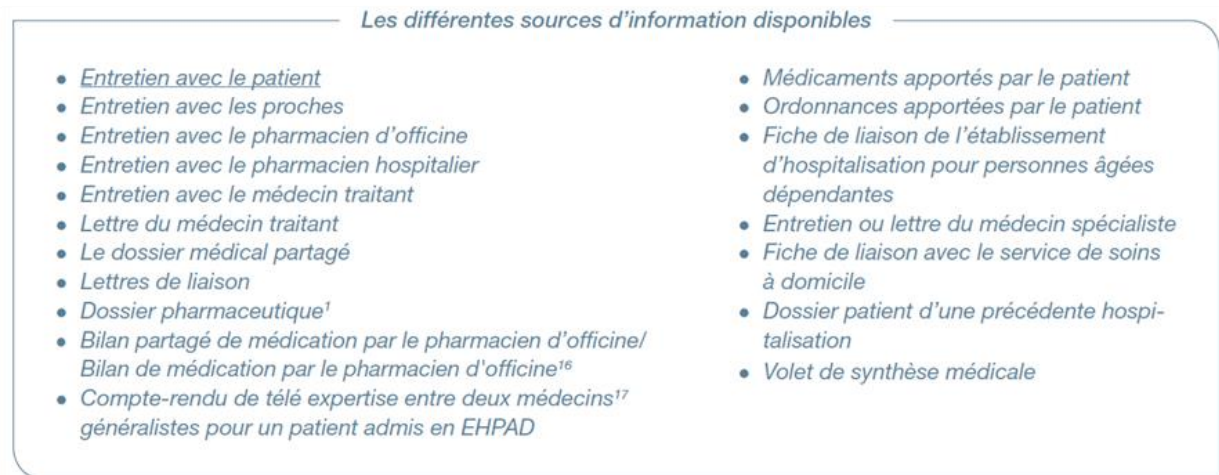 Les différentes sources d'information disponibles
• Entretien avec le patient
• Entretien avec les proches
• Entretien avec le pharmacien d'officine
• Entretien avec le pharmacien hospitalier
• Entretien avec le médecin traitant
• Lettre du médecin traitant
• Le dossier médical partagé
• Lettres de liaison
• Dossier pharmaceutique¹
• Bilan partagé de médication par le pharmacien d'officine/
Bilan de médication par le pharmacien d'officine¹⁶
• Compte-rendu de télé expertise entre deux médecins¹⁷
généralistes pour un patient admis en EHPAD
• Médicaments apportés par le patient
• Ordonnances apportées par le patient
• Fiche de liaison de l'établissement
d'hospitalisation pour personnes âgées
dépendantes
• Entretien ou lettre du médecin spécialiste
• Fiche de liaison avec le service de soins
à domicile
• Dossier patient d'une précédente hospi-
talisation
• Volet de synthèse médicale